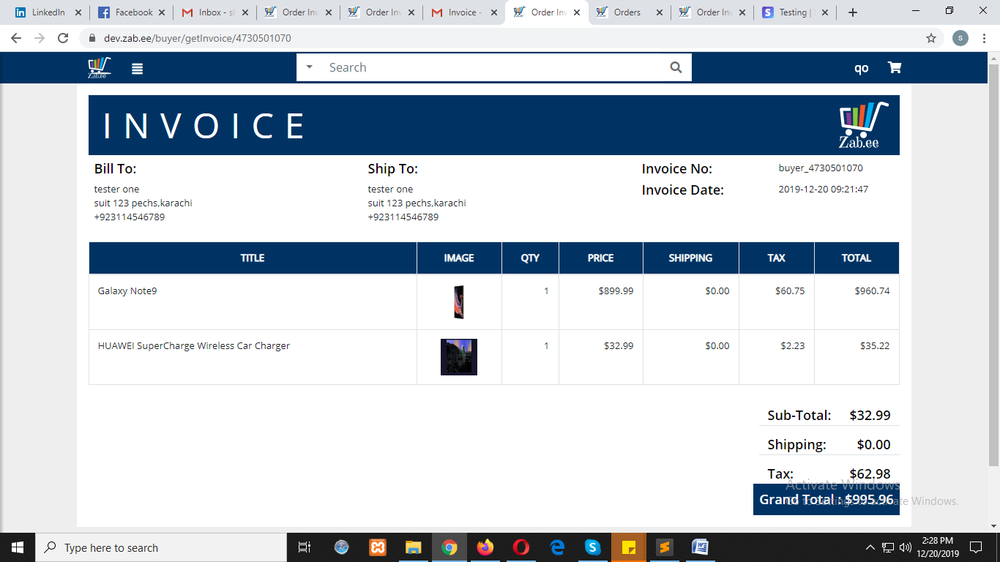 LinkedIn
Facebook
Inbox - s
Order Inv
Order Inv
Invoice -
Order Inv
Orders
Order Inv
Testing |
dev.zab.ee/buyer/getInvoice/4730501070
s
Zab.ee
Search
qo
INVOICE
Zab.ee
Bill To:
Ship To:
Invoice No:
buyer_4730501070
tester one
tester one
Invoice Date:
2019-12-20 09:21:47
suit 123 pechs,karachi
suit 123 pechs,karachi
+923114546789
+923114546789
TITLE IMAGE QTY PRICE SHIPPING TAX TOTAL
Galaxy Note9 1 $899.99 $0.00 $60.75 $960.74
HUAWEI SuperCharge Wireless Car Charger 1 $32.99 $0.00 $2.23 $35.22
Sub-Total: $32.99
Shipping: $0.00
Tax: $62.98
Activate Windows
Grand Total : $995.96
Go to Settings to activate Windows.
Type here to search
2:28 PM
12/20/2019